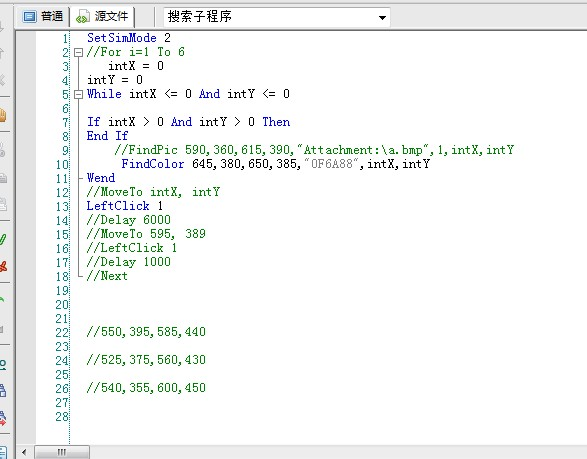 普通 源文件 搜索子程序
1 SetSimMode 2
2 //For i=1 To 6
3 intX = 0
4 intY = 0
5 While intX <= 0 And intY <= 0
6
7 If intX > 0 And intY > 0 Then
8 End If
9 //FindPic 590,360,615,390,"Attachment:\a.bmp",1,intX,intY
10 FindColor 645,380,650,385,"0F6A88",intX,intY
11 Wend
12 //MoveTo intX, intY
13 LeftClick 1
14 //Delay 6000
15 //MoveTo 595, 389
16 //LeftClick 1
17 //Delay 1000
18 //Next
19
20
21
22 //550,395,585,440
23
24 //525,375,560,430
25
26 //540,355,600,450
27
28